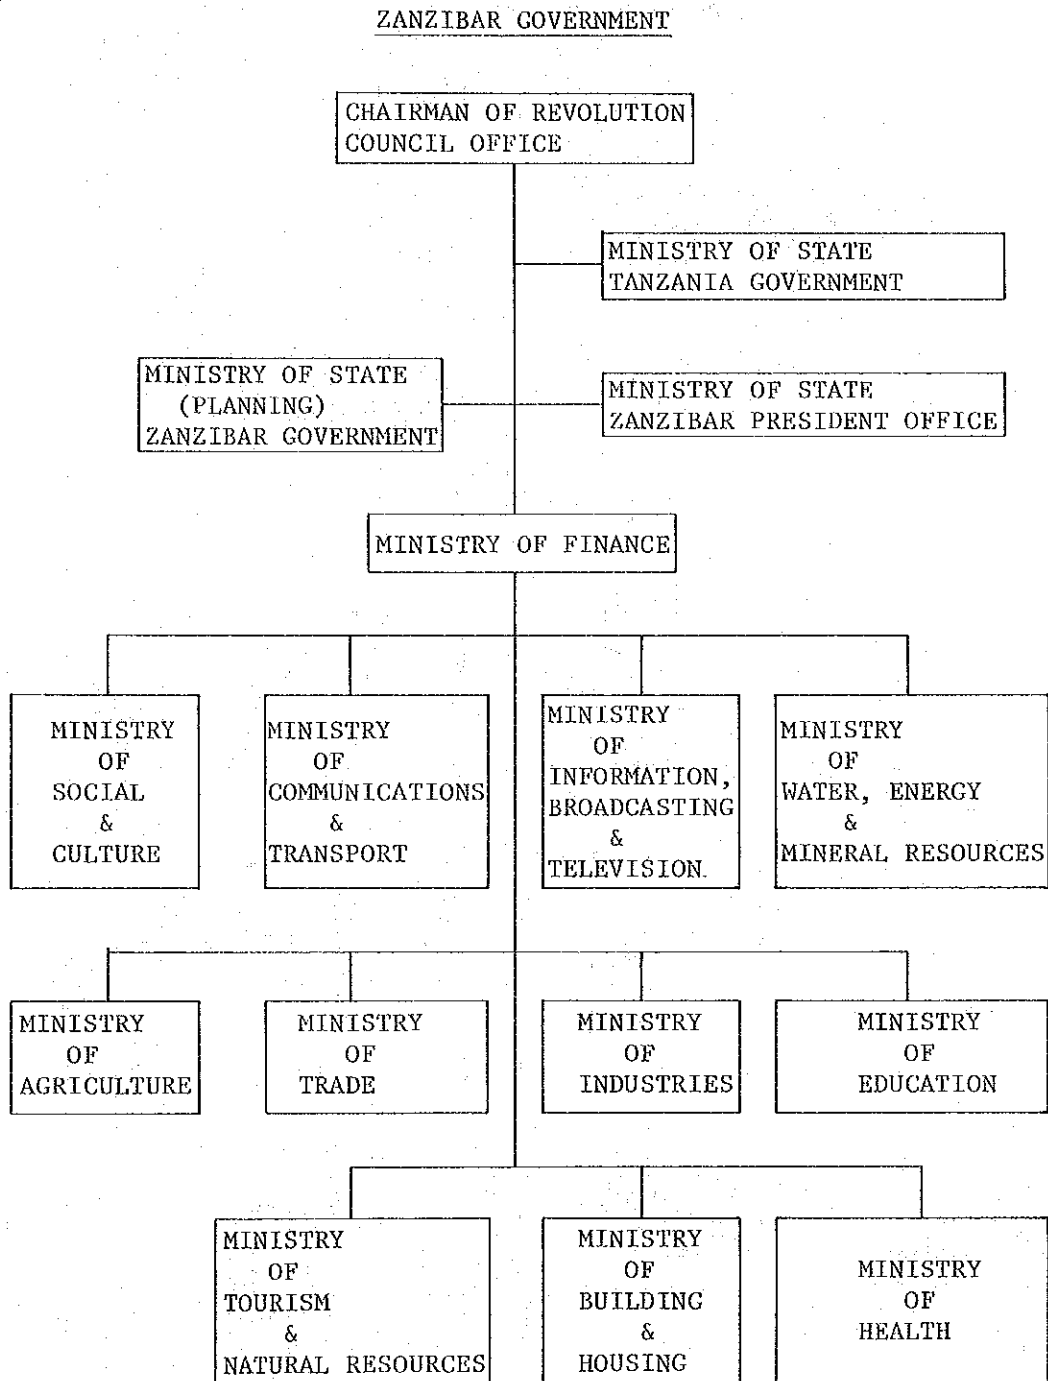 ZANZIBAR GOVERNMENT
CHAIRMAN OF REVOLUTION
COUNCIL OFFICE
MINISTRY OF STATE
TANZANIA GOVERNMENT
MINISTRY OF STATE
(PLANNING)
ZANZIBAR GOVERNMENT
MINISTRY OF STATE
ZANZIBAR PRESIDENT OFFICE
MINISTRY OF FINANCE
MINISTRY
OF
SOCIAL
&
CULTURE
MINISTRY
OF
COMMUNICATIONS
&
TRANSPORT
MINISTRY
OF
INFORMATION,
BROADCASTING
&
TELEVISION.
MINISTRY
OF
WATER, ENERGY
&
MINERAL RESOURCES
MINISTRY
OF
AGRICULTURE
MINISTRY
OF
TRADE
MINISTRY
OF
INDUSTRIES
MINISTRY
OF
EDUCATION
MINISTRY
OF
TOURISM
&
NATURAL RESOURCES
MINISTRY
OF
BUILDING
&
HOUSING
MINISTRY
OF
HEALTH